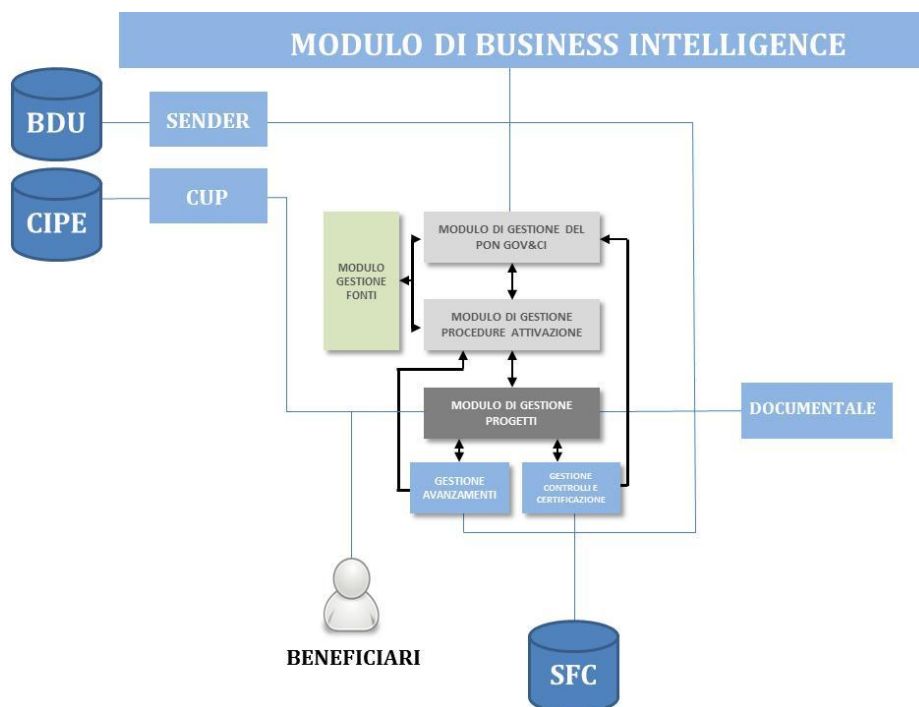 MODULO DI BUSINESS INTELLIGENCE
BDU
SENDER
CIPE
CUP
MODULO
GESTIONE
FONTI
MODULO DI GESTIONE DEL
PON GOV&CI
MODULO DI GESTIONE
PROCEDURE ATTIVAZIONE
MODULO DI GESTIONE
PROGETTI
DOCUMENTALE
GESTIONE
AVANZAMENTI
GESTIONE
CONTROLLI E
CERTIFICAZIONE
BENEFICIARI
SFC